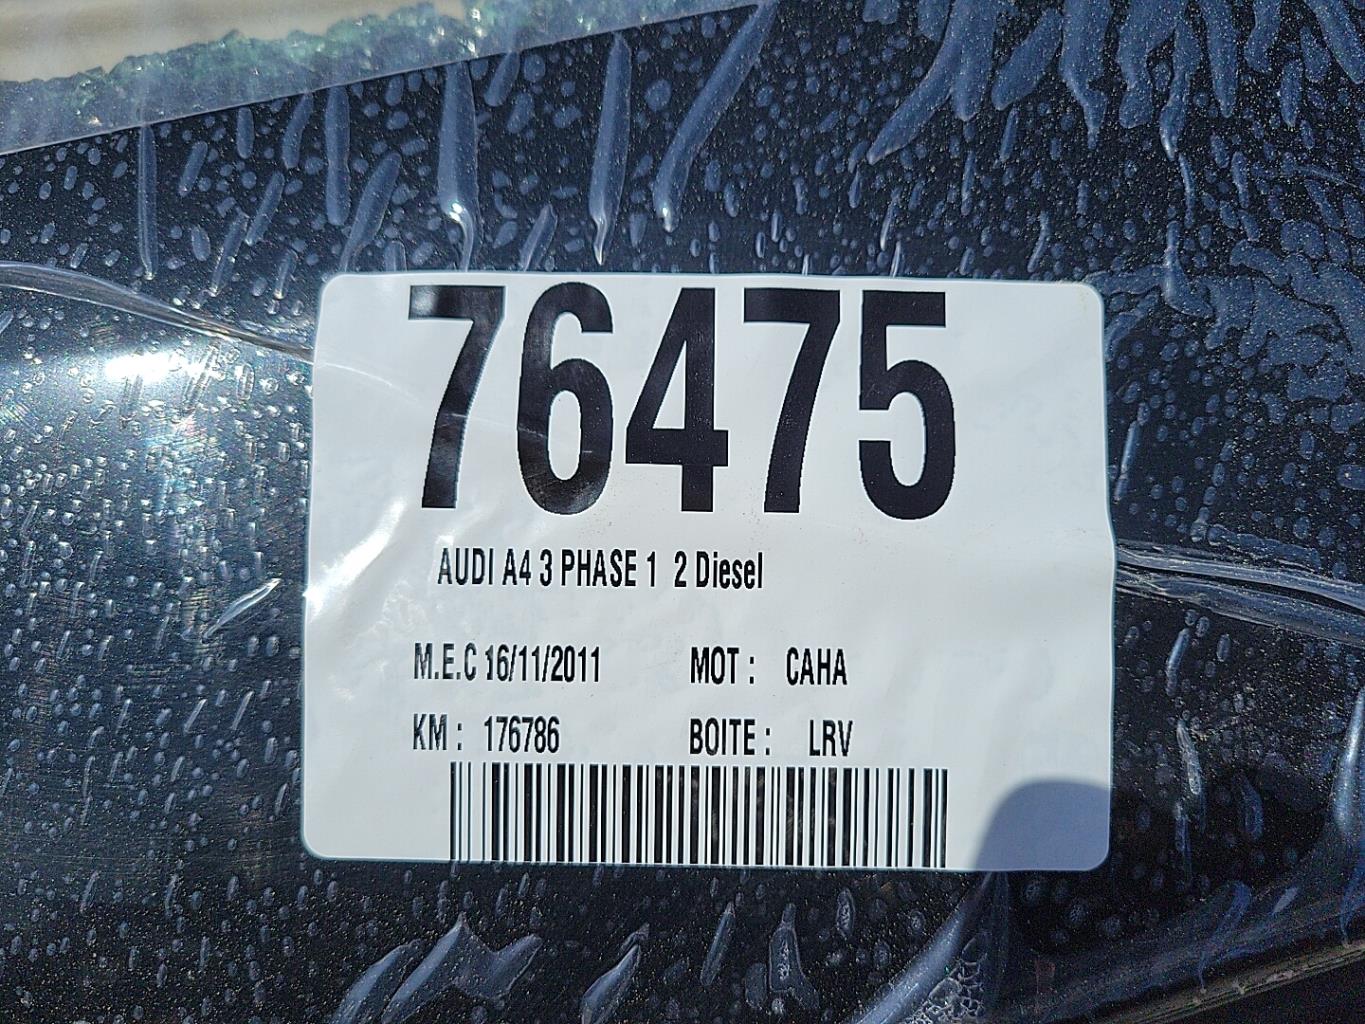 76475
AUDI A4 3 PHASE 1 2 Diesel
M.E.C 16/11/2011 MOT : CAHA
KM : 176786 BOITE : LRV